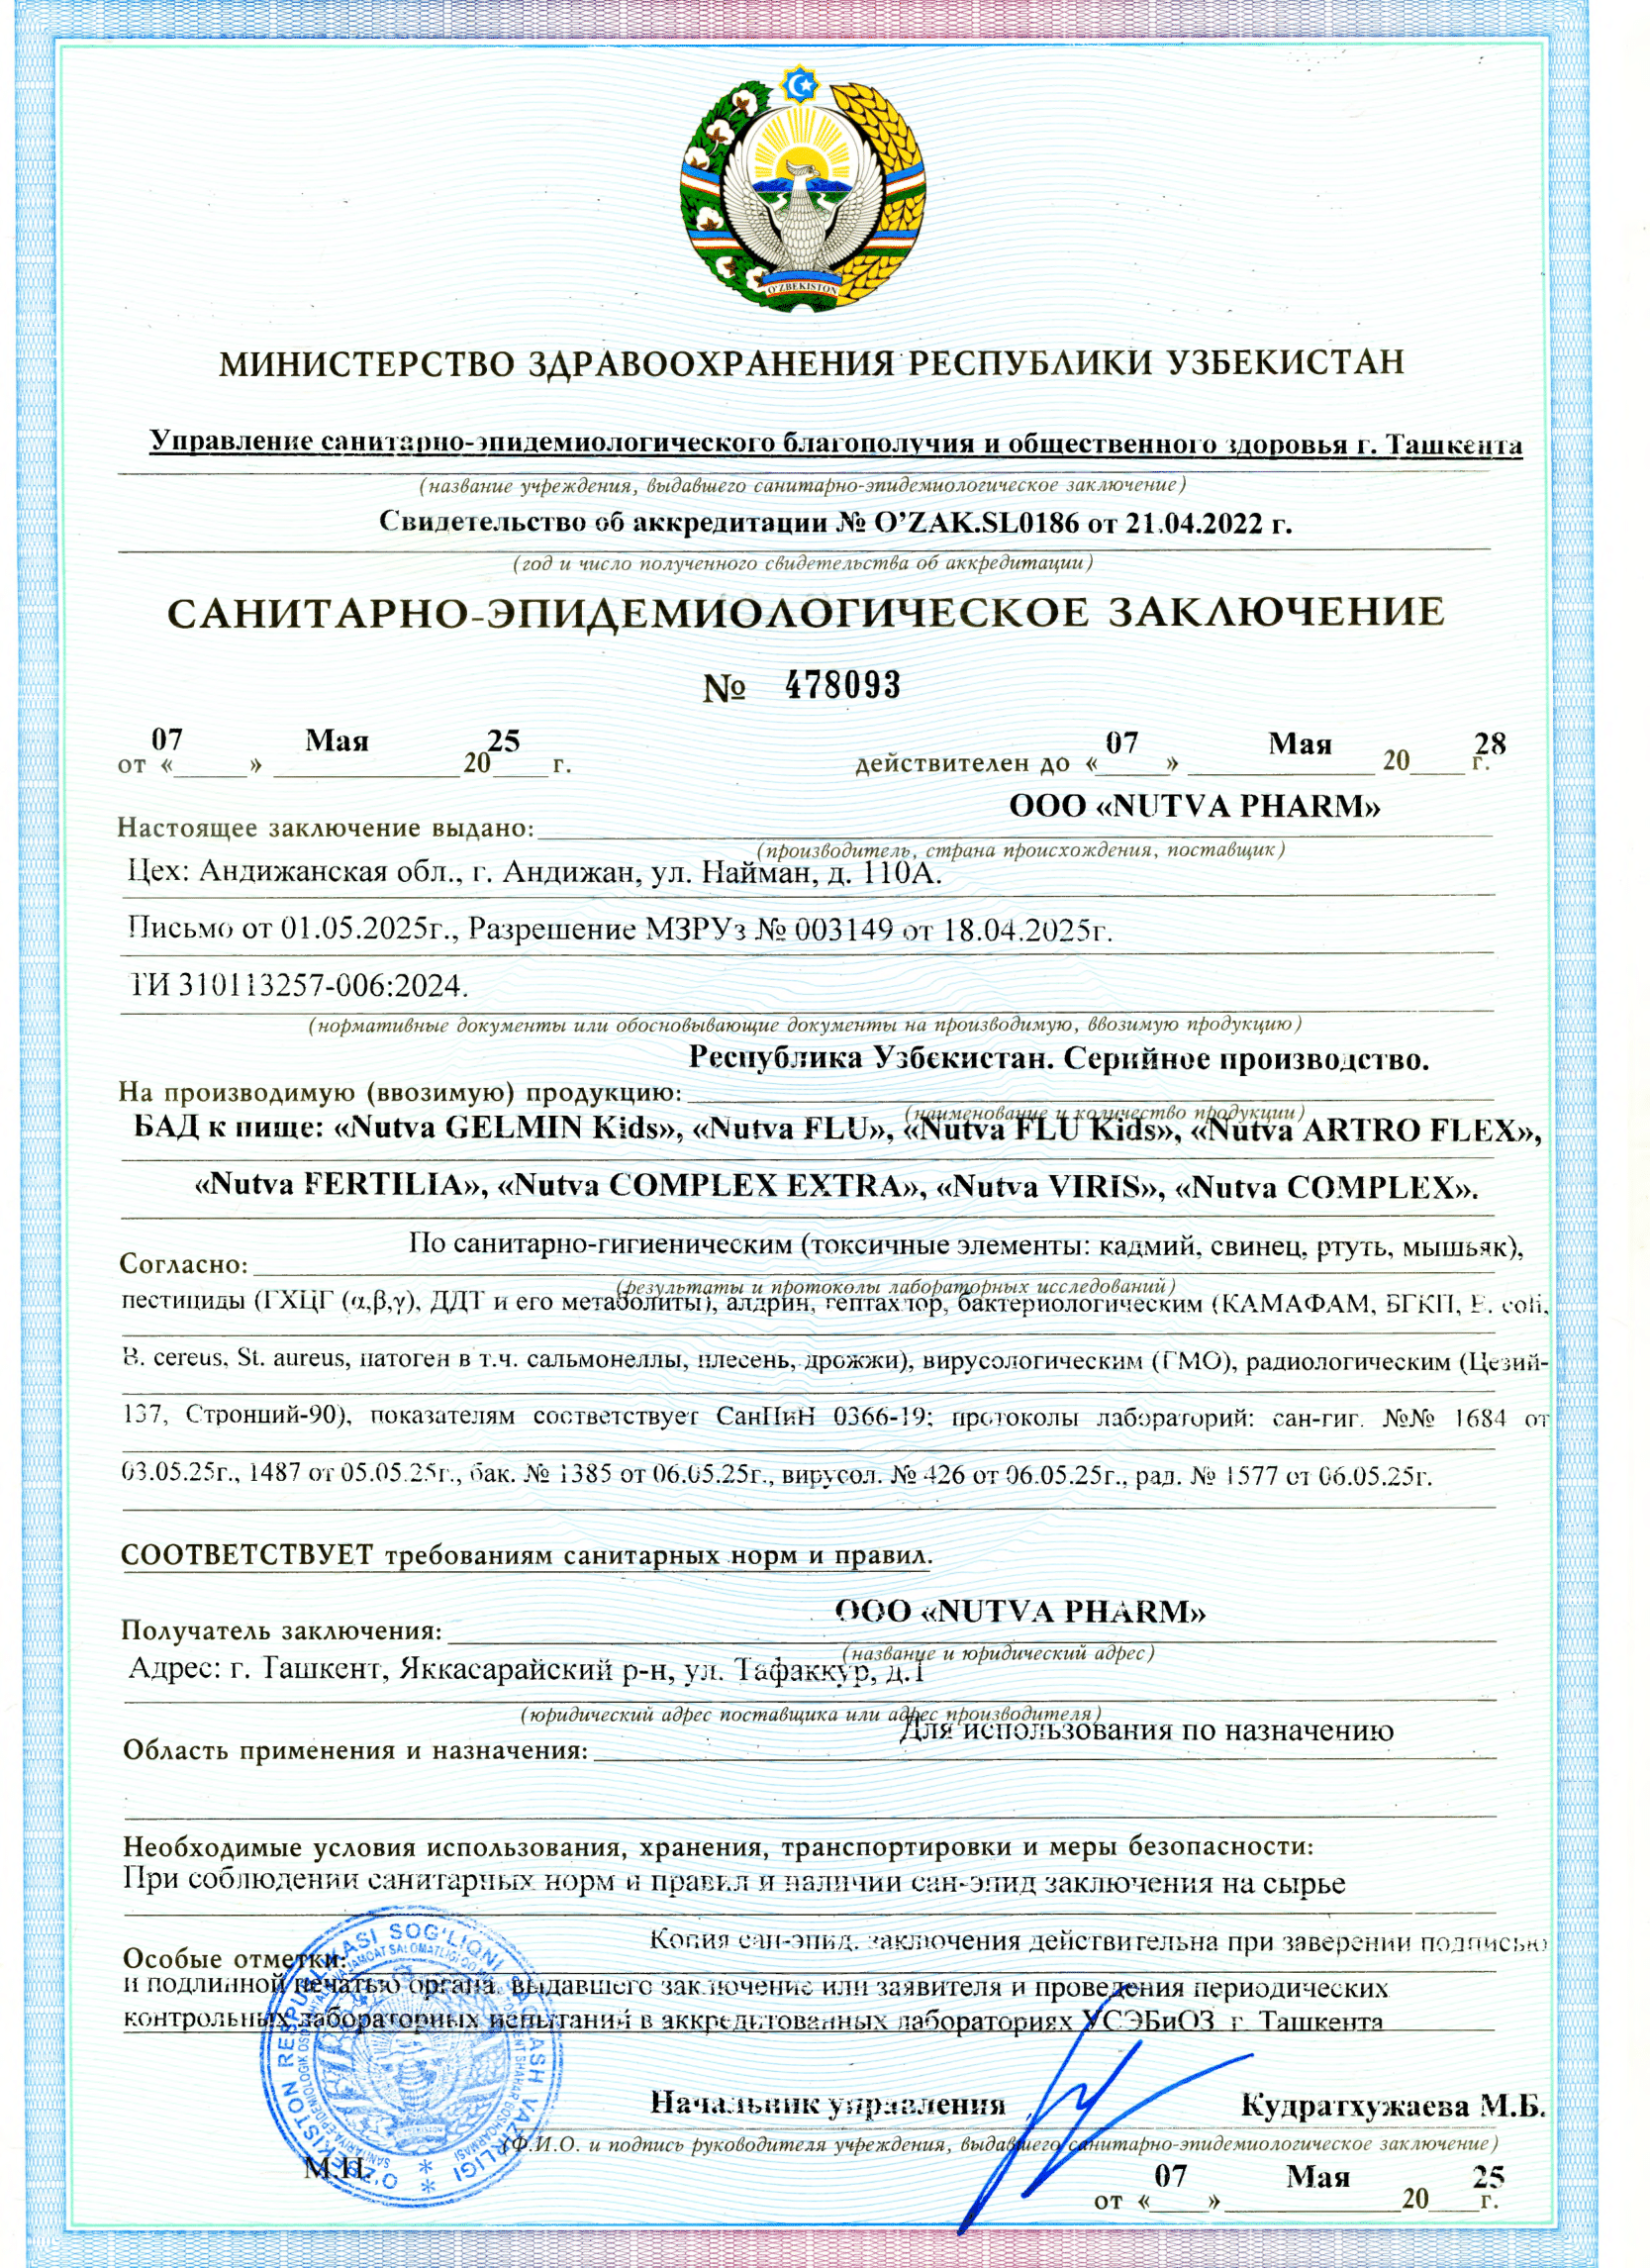 O'ZBEKISTON
МИНИСТЕРСТВО ЗДРАВООХРАНЕНИЯ РЕСПУБЛИКИ УЗБЕКИСТАН
Управление санитарно-эпидемиологического благополучия и общественного здоровья г. Ташкента
(название учреждения, выдавшего санитарно-эпидемиологическое заключение)
Свидетельство об аккредитации № O’ZAK.SL0186 от 21.04.2022 г.
(год и число полученного свидетельства об аккредитации)
САНИТАРНО-ЭПИДЕМИОЛОГИЧЕСКОЕ ЗАКЛЮЧЕНИЕ
№ 478093
от « 07 » Мая 20 25 г. действителен до « 07 » Мая 20 28 г.
Настоящее заключение выдано: ООО «NUTVA PHARM»
(производитель, страна происхождения, поставщик)
Цех: Андижанская обл., г. Андижан, ул. Найман, д. 110А.
Письмо от 01.05.2025г., Разрешение МЗРУз № 003149 от 18.04.2025г.
ТИ 310113257-006:2024.
(нормативные документы или обосновывающие документы на производимую, ввозимую продукцию)
На производимую (ввозимую) продукцию: Республика Узбекистан. Серийное производство.
(наименование и количество продукции)
БАД к пище: «Nutva GELMIN Kids», «Nutva FLU», «Nutva FLU Kids», «Nutva ARTRO FLEX»,
«Nutva FERTILIA», «Nutva COMPLEX EXTRA», «Nutva VIRIS», «Nutva COMPLEX».
Согласно: По санитарно-гигиеническим (токсичные элементы: кадмий, свинец, ртуть, мышьяк),
(результаты и протоколы лабораторных исследований)
пестициды (ГХЦГ (α,β,γ), ДДТ и его метаболиты), алдрин, гептахлор, бактериологическим (КАМАФАМ, БГКП, E. coli,
B. cereus, St. aureus, патоген в т.ч. сальмонеллы, плесень, дрожжи), вирусологическим (ГМО), радиологическим (Цезий-
137, Стронций-90), показателям соответствует СанПиН 0366-19; протоколы лабораторий: сан-гиг. №№ 1684 от
03.05.25г., 1487 от 05.05.25г., бак. № 1385 от 06.05.25г., вирусол. № 426 от 06.05.25г., рад. № 1577 от 06.05.25г.
СООТВЕТСТВУЕТ требованиям санитарных норм и правил.
Получатель заключения: ООО «NUTVA PHARM»
(название и юридический адрес)
Адрес: г. Ташкент, Яккасарайский р-н, ул. Тафаккур, д.1
(юридический адрес поставщика или адрес производителя)
Область применения и назначения: Для использования по назначению
Необходимые условия использования, хранения, транспортировки и меры безопасности:
При соблюдении санитарных норм и правил и наличии сан-эпид заключения на сырье
Особые отметки: Копия сан-эпид. заключения действительна при заверении подписью
и подлинной печатью органа, выдавшего заключение или заявителя и проведения периодических
контрольных лабораторных испытаний в аккредитованных лабораториях УСЭБиОЗ г. Ташкента
Начальник управления Кудратхужаева М.Б.
(Ф.И.О. и подпись руководителя учреждения, выдавшего санитарно-эпидемиологическое заключение)
М.П.
от « 07 » Мая 20 25 г.
O'ZBEKISTON RESPUBLIKASI SOG'LIQNI SAQLASH VAZIRLIGI